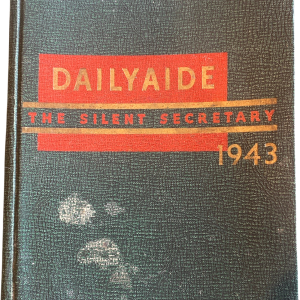 DAILYAIDE
THE SILENT SECRETARY
1943